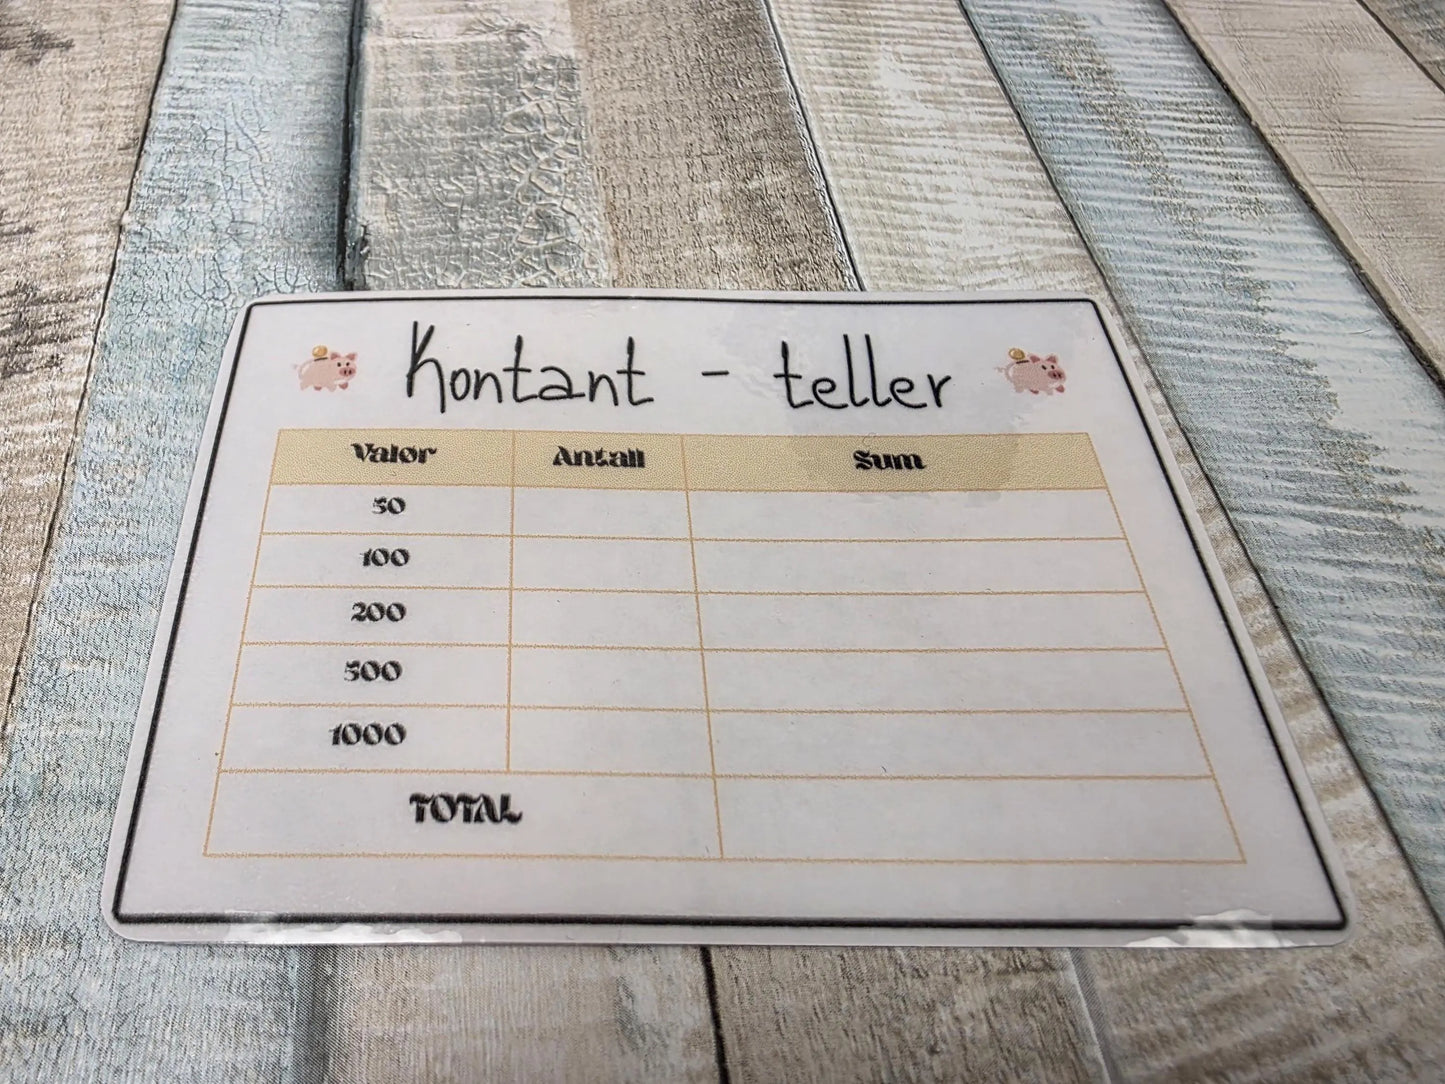 Kontant - teller
Valør Antall Sum
50
100
200
500
1000
TOTAL